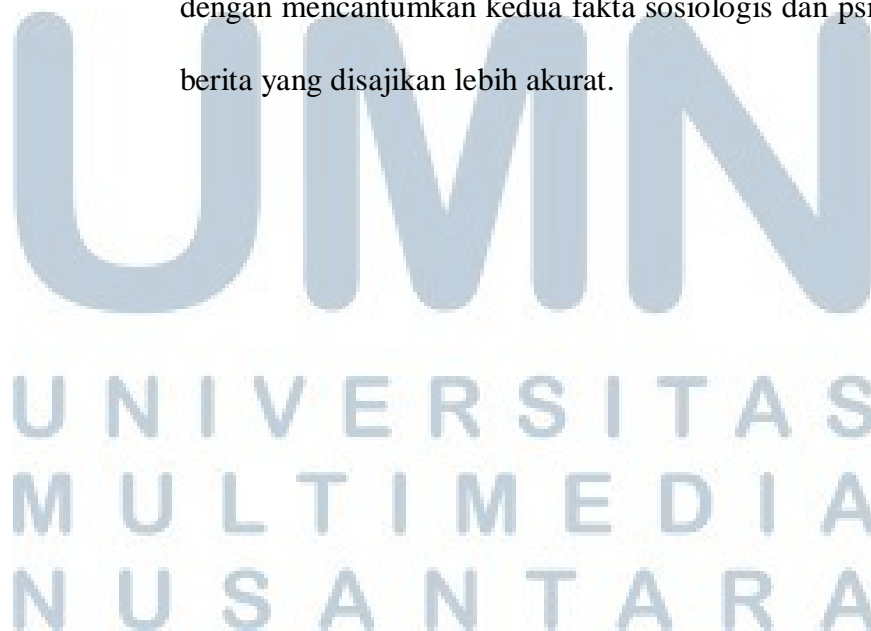 dengan mencantumkan kedua fakta sosiologis dan
berita yang disajikan lebih akurat.
UMN
UNIVERSITAS
MULTIMEDIA
NUSANTARA